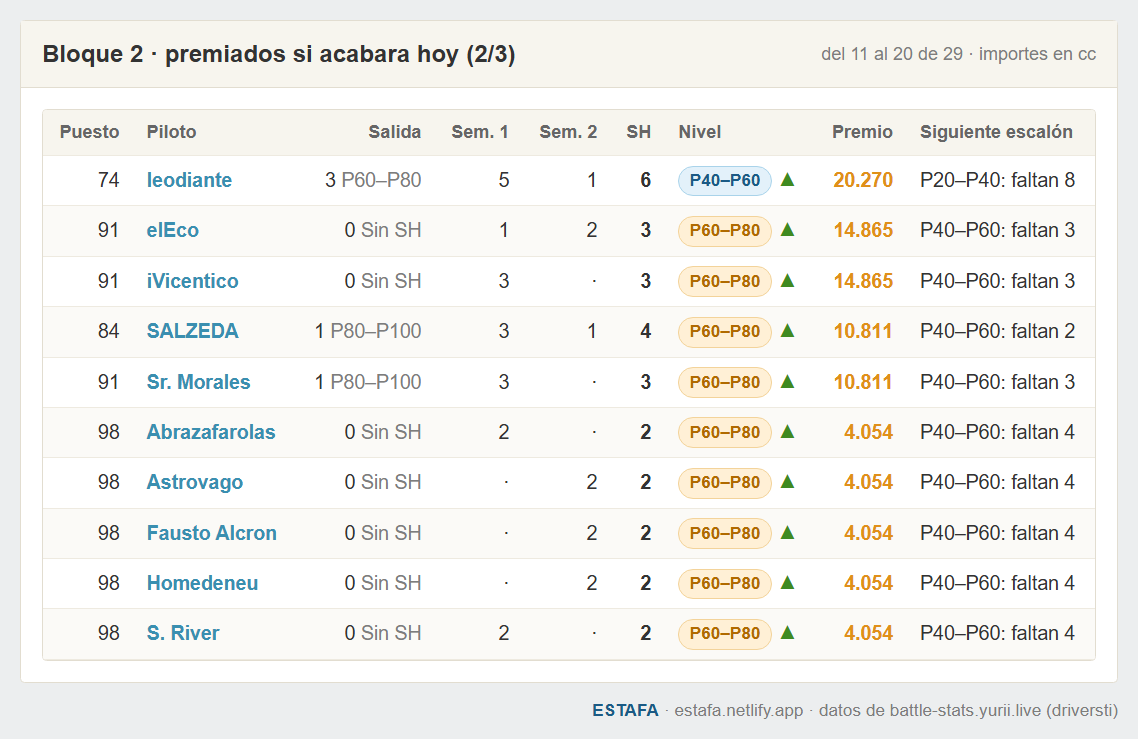 Bloque 2 · premiados si acabara hoy (2/3) del 11 al 20 de 29 · importes en cc
Puesto Piloto Salida Sem. 1 Sem. 2 SH Nivel Premio Siguiente escalón
74 leodiante 3 P60–P80 5 1 6 P40–P60 ▲ 20.270 P20–P40: faltan 8
91 elEco 0 Sin SH 1 2 3 P60–P80 ▲ 14.865 P40–P60: faltan 3
91 iVicentico 0 Sin SH 3 · 3 P60–P80 ▲ 14.865 P40–P60: faltan 3
84 SALZEDA 1 P80–P100 3 1 4 P60–P80 ▲ 10.811 P40–P60: faltan 2
91 Sr. Morales 1 P80–P100 3 · 3 P60–P80 ▲ 10.811 P40–P60: faltan 3
98 Abrazafarolas 0 Sin SH 2 · 2 P60–P80 ▲ 4.054 P40–P60: faltan 4
98 Astrovago 0 Sin SH · 2 2 P60–P80 ▲ 4.054 P40–P60: faltan 4
98 Fausto Alcron 0 Sin SH · 2 2 P60–P80 ▲ 4.054 P40–P60: faltan 4
98 Homedeneu 0 Sin SH · 2 2 P60–P80 ▲ 4.054 P40–P60: faltan 4
98 S. River 0 Sin SH 2 · 2 P60–P80 ▲ 4.054 P40–P60: faltan 4
ESTAFA · estafa.netlify.app · datos de battle-stats.yurii.live (driversti)